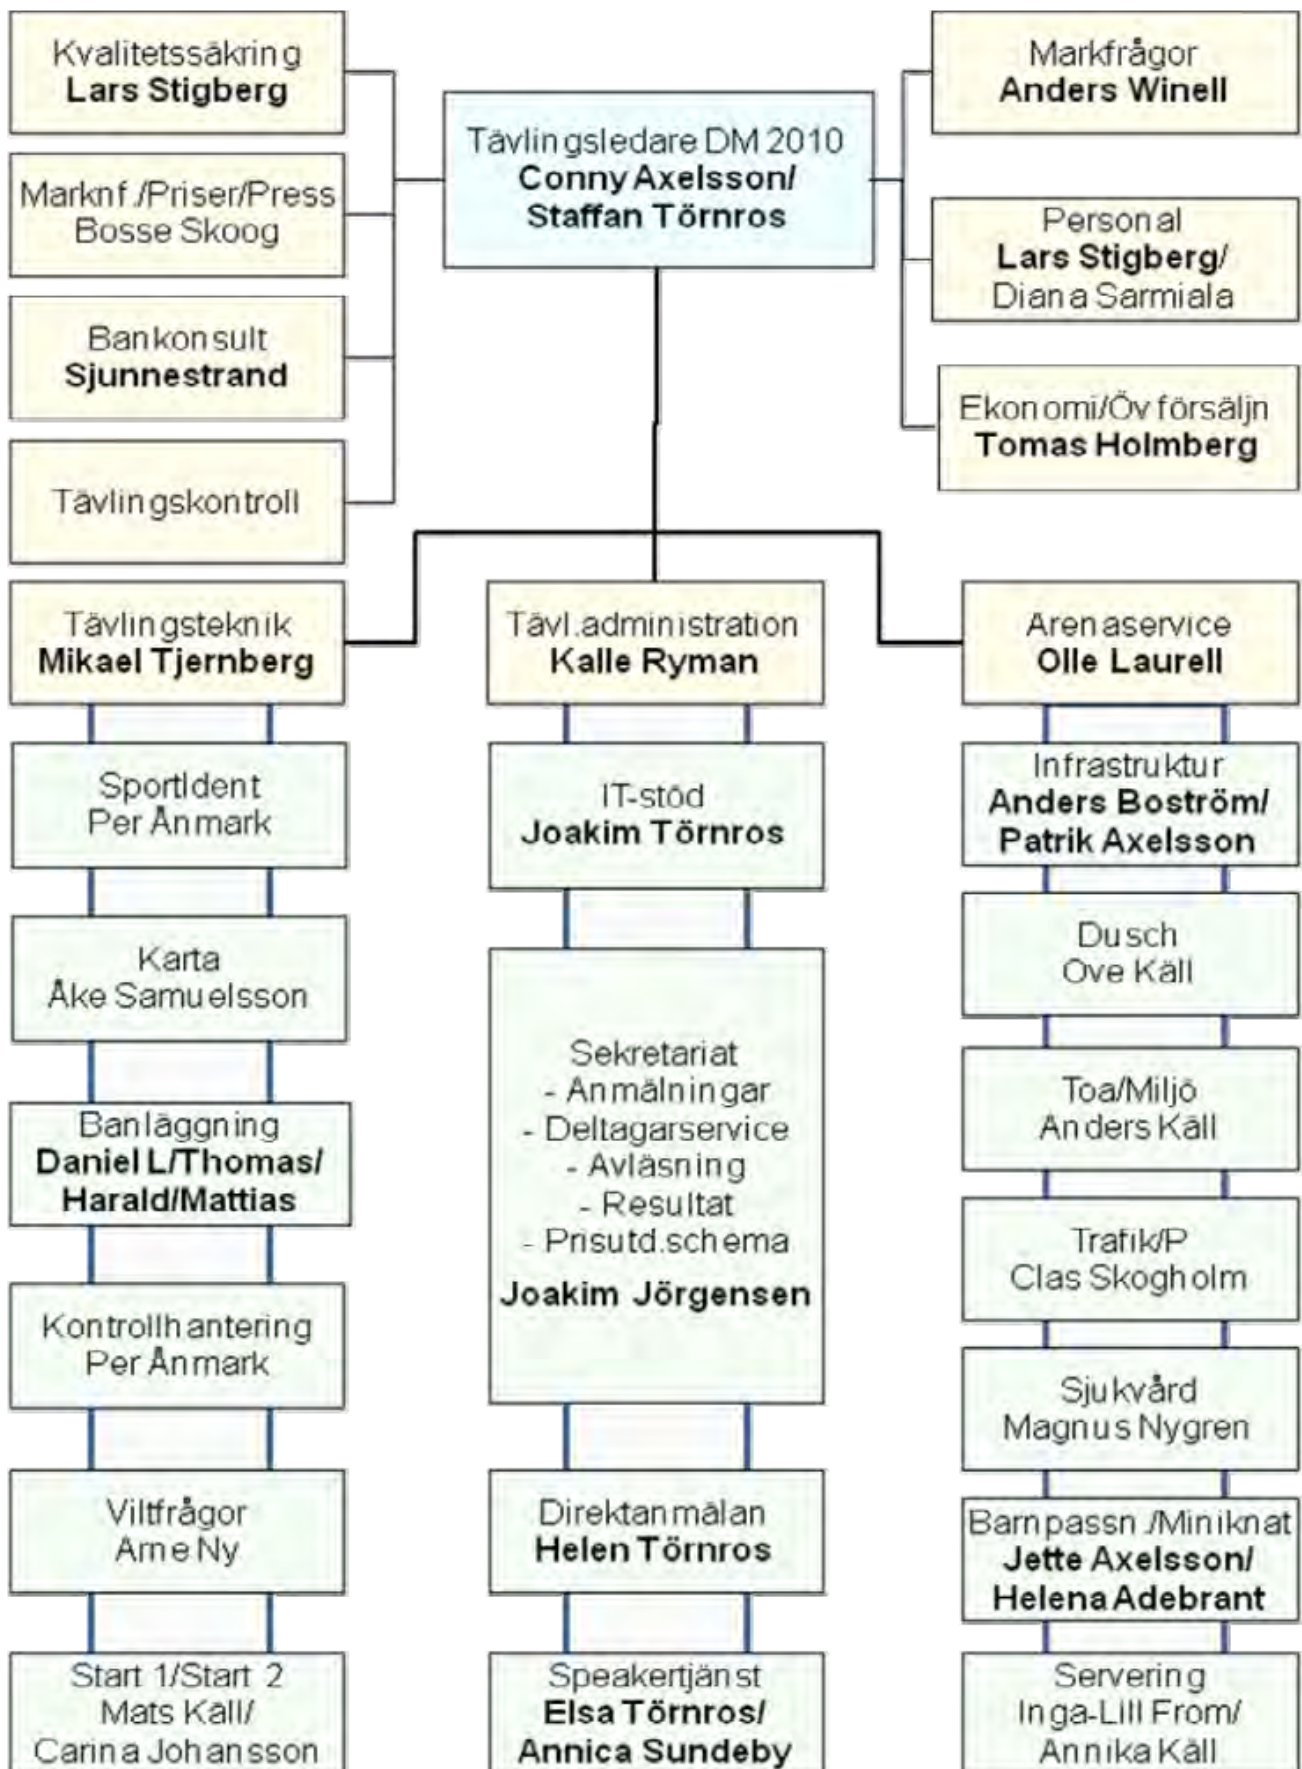 Kvalitetssäkring
Lars Stigberg
Marknf./Priser/Press
Bosse Skoog
Bankonsult
Sjunnestrand
Tävlingskontroll
Tävlingsledare DM 2010
Conny Axelsson/
Staffan Törnros
Markfrågor
Anders Winell
Personal
Lars Stigberg/
Diana Sarmiala
Ekonomi/Öv försäljn
Tomas Holmberg
Tävlingsteknik
Mikael Tjernberg
SportIdent
Per Ånmark
Karta
Åke Samuelsson
Banläggning
Daniel L/Thomas/
Harald/Mattias
Kontrollhantering
Per Ånmark
Viltfrågor
Arne Ny
Start 1/Start 2
Mats Käll/
Carina Johansson
Tävl.administration
Kalle Ryman
IT-stöd
Joakim Törnros
Sekretariat
- Anmälningar
- Deltagarservice
- Avläsning
- Resultat
- Prisutd.schema
Joakim Jörgensen
Direktanmälan
Helen Törnros
Speakertjänst
Elsa Törnros/
Annica Sundeby
Arenaservice
Olle Laurell
Infrastruktur
Anders Boström/
Patrik Axelsson
Dusch
Ove Käll
Toa/Miljö
Anders Käll
Trafik/P
Clas Skogholm
Sjukvård
Magnus Nygren
Barnpassn./Miniknat
Jette Axelsson/
Helena Adebrant
Servering
Inga-Lill From/
Annika Käll